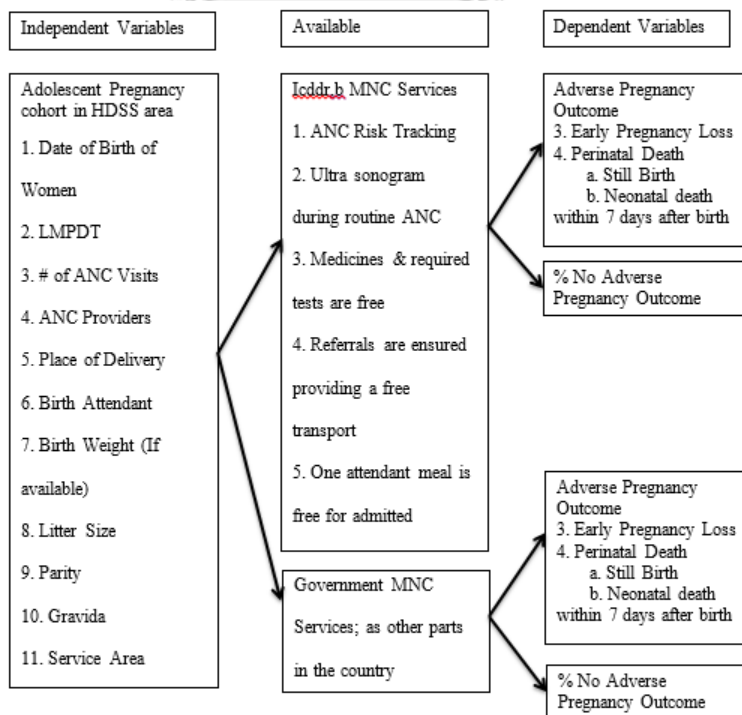 Independent Variables
Available
Dependent Variables
Adolescent Pregnancy
cohort in HDSS area
1. Date of Birth of
Women
2. LMPDT
3. # of ANC Visits
4. ANC Providers
5. Place of Delivery
6. Birth Attendant
7. Birth Weight (If
available)
8. Litter Size
9. Parity
10. Gravida
11. Service Area
Icddr,b MNC Services
1. ANC Risk Tracking
2. Ultra sonogram
during routine ANC
3. Medicines & required
tests are free
4. Referrals are ensured
providing a free
transport
5. One attendant meal is
free for admitted
Government MNC
Services; as other parts
in the country
Adverse Pregnancy
Outcome
3. Early Pregnancy Loss
4. Perinatal Death
a. Still Birth
b. Neonatal death
within 7 days after birth
% No Adverse
Pregnancy Outcome
Adverse Pregnancy
Outcome
3. Early Pregnancy Loss
4. Perinatal Death
a. Still Birth
b. Neonatal death
within 7 days after birth
% No Adverse
Pregnancy Outcome